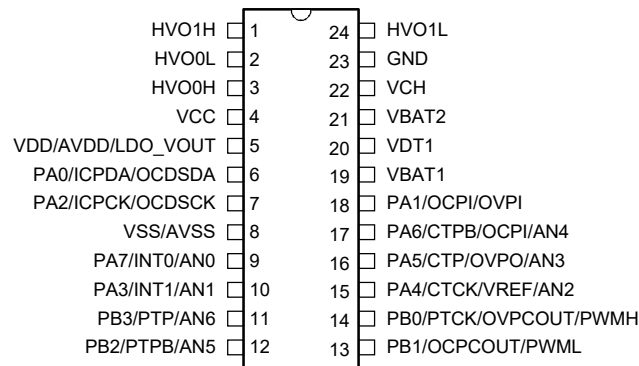 HVO1H 1 24 HVO1L
HVO0L 2 23 GND
HVO0H 3 22 VCH
VCC 4 21 VBAT2
VDD/AVDD/LDO_VOUT 5 20 VDT1
PA0/ICPDA/OCDSDA 6 19 VBAT1
PA2/ICPCK/OCDSCK 7 18 PA1/OCPI/OVPI
VSS/AVSS 8 17 PA6/CTPB/OCPI/AN4
PA7/INT0/AN0 9 16 PA5/CTP/OVPO/AN3
PA3/INT1/AN1 10 15 PA4/CTCK/VREF/AN2
PB3/PTP/AN6 11 14 PB0/PTCK/OVPCOUT/PWMH
PB2/PTPB/AN5 12 13 PB1/OCPCOUT/PWML